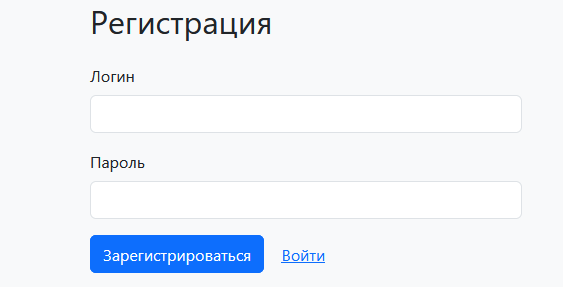 Регистрация
Логин
Пароль
Зарегистрироваться Войти